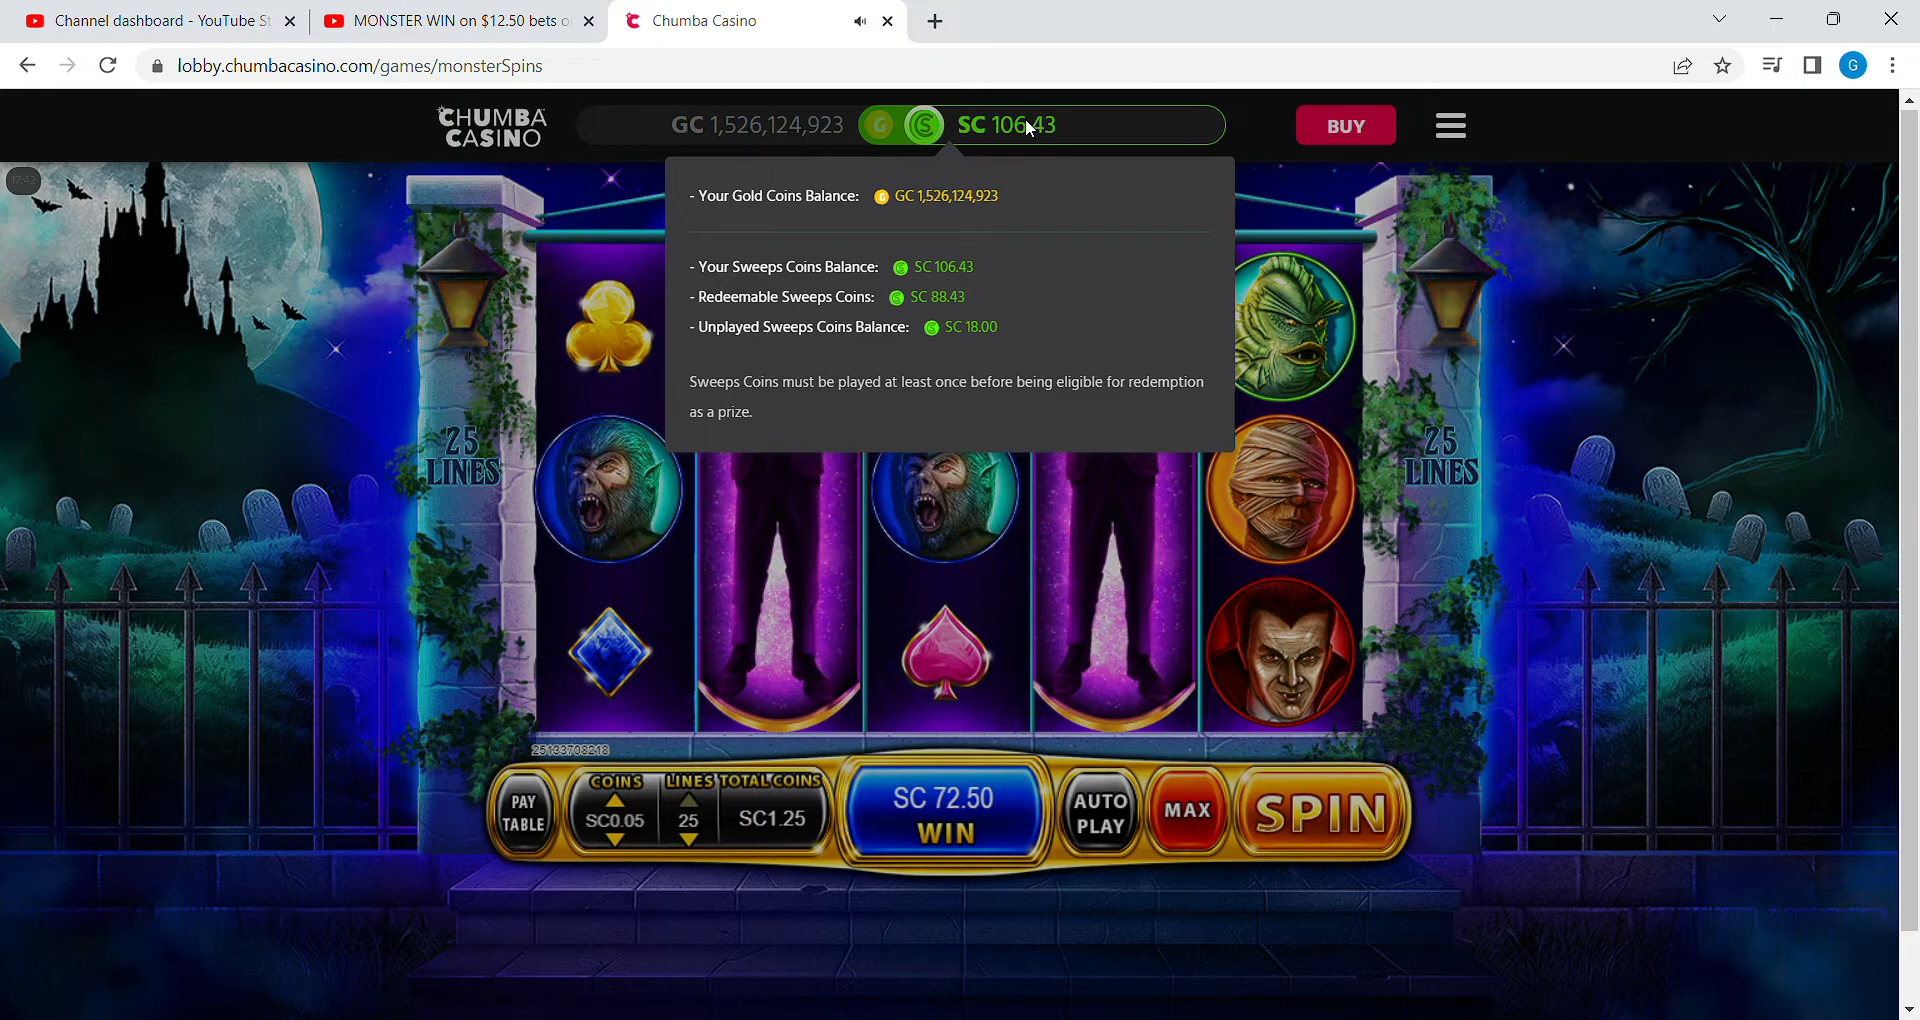 Channel dashboard - YouTube St
MONSTER WIN on $12.50 bets o
Chumba Casino
lobby.chumbacasino.com/games/monsterSpins
G
CHUMBA
CASINO
GC 1,526,124,923
G
S
SC 106.43
BUY
17:42
- Your Gold Coins Balance: G GC 1,526,124,923
- Your Sweeps Coins Balance: S SC 106.43
- Redeemable Sweeps Coins: S SC 88.43
- Unplayed Sweeps Coins Balance: S SC 18.00
Sweeps Coins must be played at least once before being eligible for redemption
as a prize.
25
LINES
25
LINES
25133708218
PAY
TABLE
COINS
SC0.05
LINES
25
TOTAL COINS
SC1.25
SC 72.50
WIN
AUTO
PLAY
MAX
SPIN